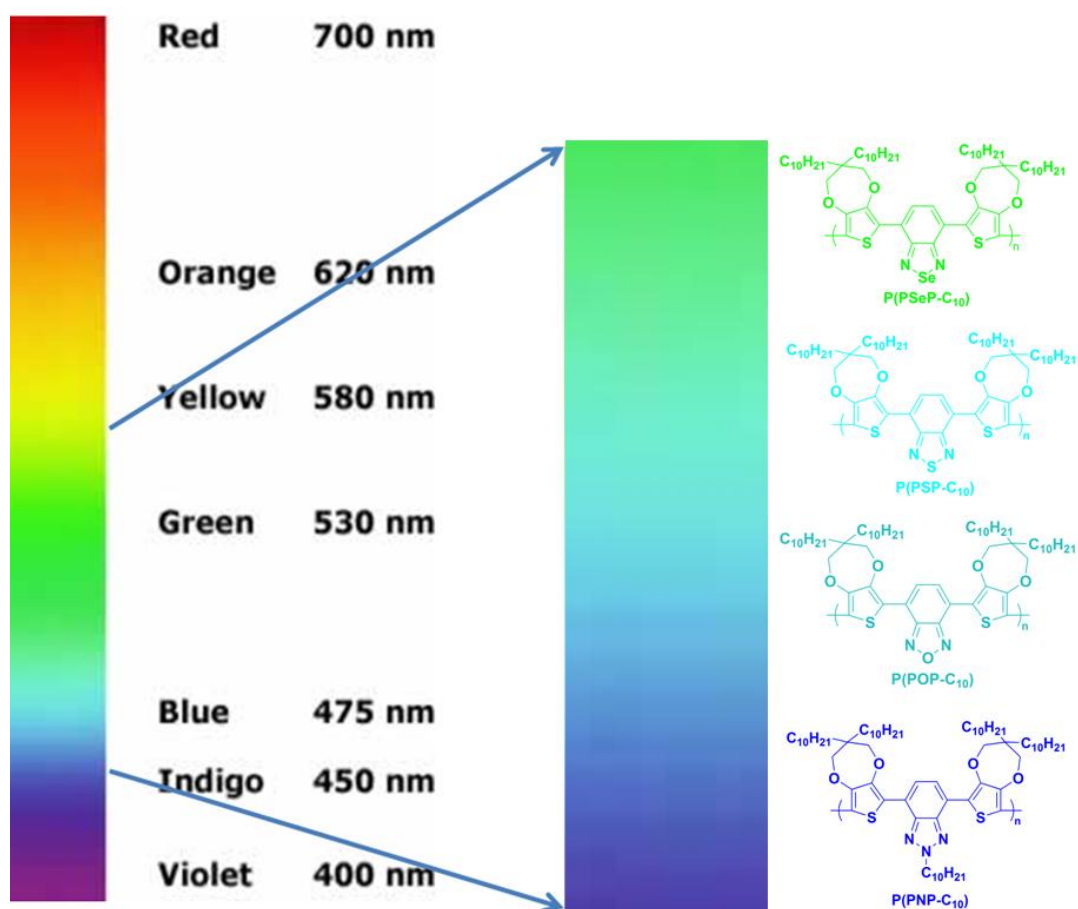 Red 700 nm
Orange 620 nm
Yellow 580 nm
Green 530 nm
Blue 475 nm
Indigo 450 nm
Violet 400 nm
C₁₀H₂₁ C₁₀H₂₁
C₁₀H₂₁ C₁₀H₂₁
O O
O O
( S S )n
N N
Se
P(PSeP-C₁₀)
C₁₀H₂₁ C₁₀H₂₁
C₁₀H₂₁ C₁₀H₂₁
O O
O O
( S S )n
N N
S
P(PSP-C₁₀)
C₁₀H₂₁ C₁₀H₂₁
C₁₀H₂₁ C₁₀H₂₁
O O
O O
( S S )n
N N
O
P(POP-C₁₀)
C₁₀H₂₁ C₁₀H₂₁
C₁₀H₂₁ C₁₀H₂₁
O O
O O
( S S )n
N N
N
C₁₀H₂₁
P(PNP-C₁₀)